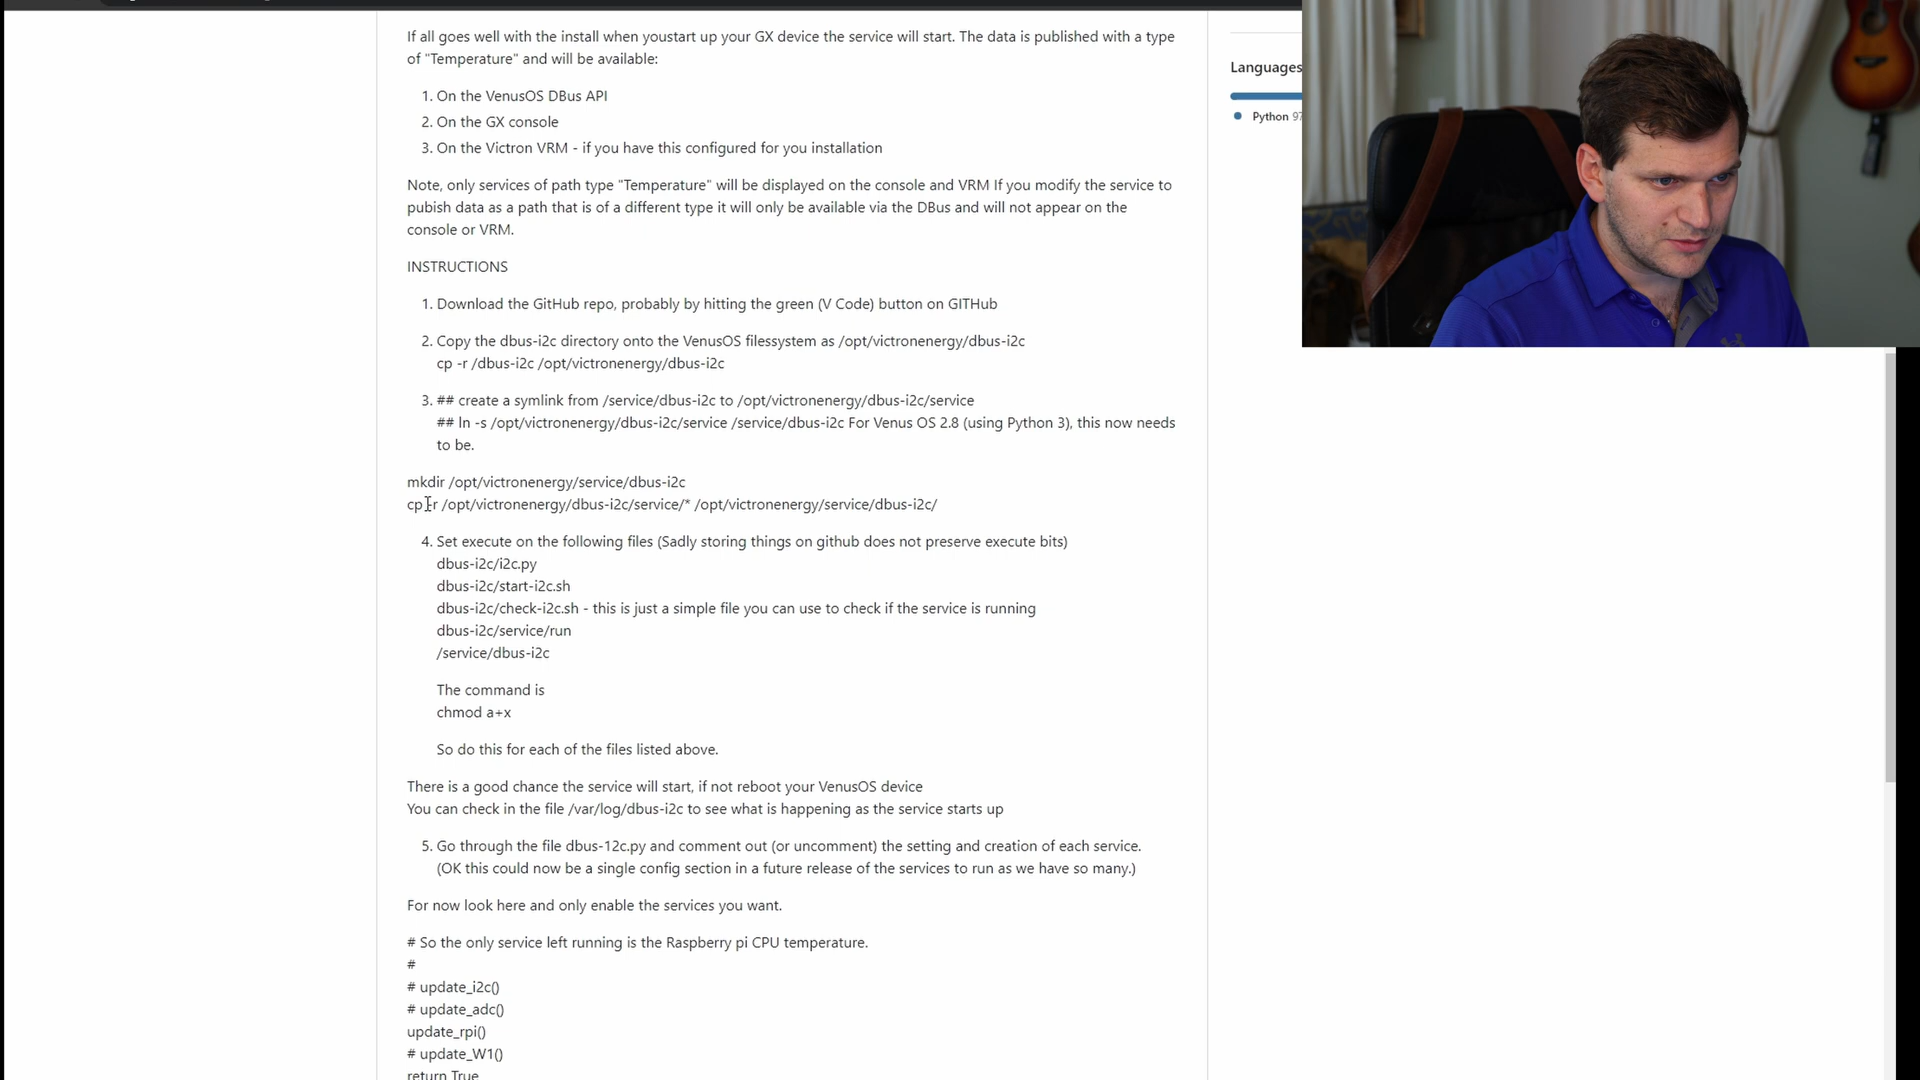 If all goes well with the install when youstart up your GX device the service will start. The data is published with a type
of "Temperature" and will be available:
1. On the VenusOS DBus API
2. On the GX console
3. On the Victron VRM - if you have this configured for you installation
Note, only services of path type "Temperature" will be displayed on the console and VRM If you modify the service to
pubish data as a path that is of a different type it will only be available via the DBus and will not appear on the
console or VRM.
INSTRUCTIONS
1. Download the GitHub repo, probably by hitting the green (V Code) button on GITHub
2. Copy the dbus-i2c directory onto the VenusOS filessystem as /opt/victronenergy/dbus-i2c
cp -r /dbus-i2c /opt/victronenergy/dbus-i2c
3. ## create a symlink from /service/dbus-i2c to /opt/victronenergy/dbus-i2c/service
## ln -s /opt/victronenergy/dbus-i2c/service /service/dbus-i2c For Venus OS 2.8 (using Python 3), this now needs
to be.
mkdir /opt/victronenergy/service/dbus-i2c
cp -r /opt/victronenergy/dbus-i2c/service/* /opt/victronenergy/service/dbus-i2c/
4. Set execute on the following files (Sadly storing things on github does not preserve execute bits)
dbus-i2c/i2c.py
dbus-i2c/start-i2c.sh
dbus-i2c/check-i2c.sh - this is just a simple file you can use to check if the service is running
dbus-i2c/service/run
/service/dbus-i2c
The command is
chmod a+x
So do this for each of the files listed above.
There is a good chance the service will start, if not reboot your VenusOS device
You can check in the file /var/log/dbus-i2c to see what is happening as the service starts up
5. Go through the file dbus-12c.py and comment out (or uncomment) the setting and creation of each service.
(OK this could now be a single config section in a future release of the services to run as we have so many.)
For now look here and only enable the services you want.
# So the only service left running is the Raspberry pi CPU temperature.
#
# update_i2c()
# update_adc()
update_rpi()
# update_W1()
return True
Languages
Python 97